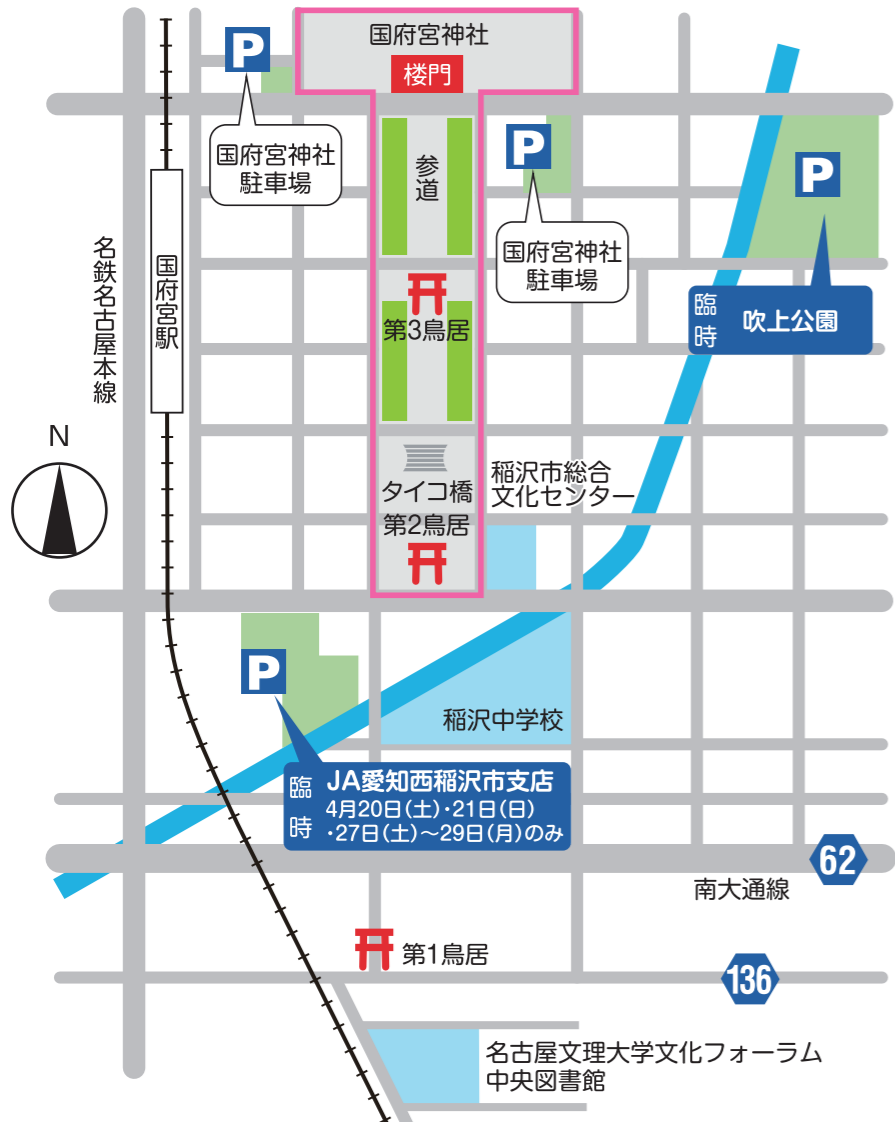 国府宮神社
楼門
P
国府宮神社
駐車場
参道
P
国府宮神社
駐車場
P
臨時
吹上公園
名鉄名古屋本線
国府宮駅
第3鳥居
N
タイコ橋
稲沢市総合
文化センター
第2鳥居
P
稲沢中学校
臨時
JA愛知西稲沢市支店
4月20日(土)・21日(日)
・27日(土)〜29日(月)のみ
62
南大通線
第1鳥居
136
名古屋文理大学文化フォーラム
中央図書館